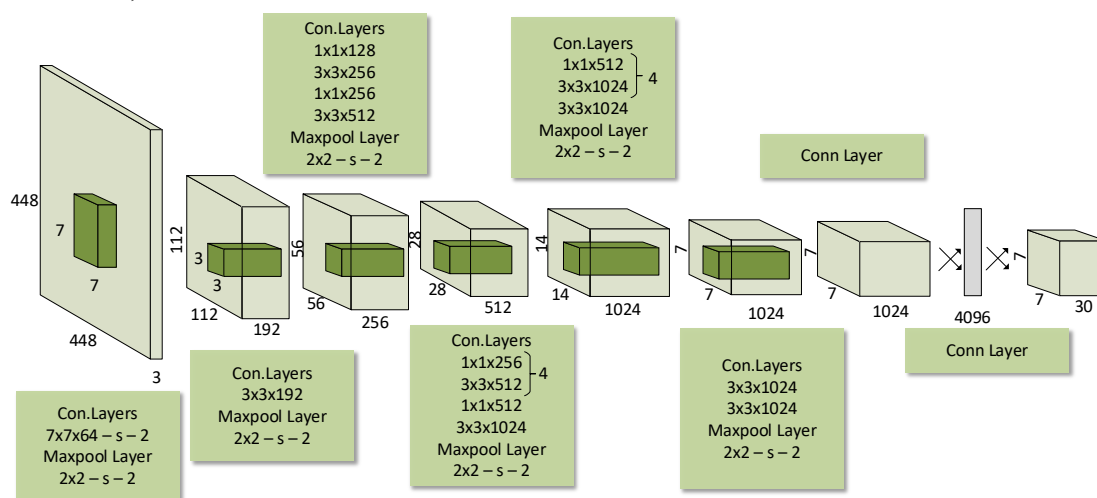 Con.Layers
1x1x128
3x3x256
1x1x256
3x3x512
Maxpool Layer
2x2 – s – 2
Con.Layers
1x1x512
3x3x1024
4
3x3x1024
Maxpool Layer
2x2 – s – 2
Conn Layer
448
7
7
448
3
112
3
3
112
192
56
56
256
28
28
512
14
14
1024
7
7
1024
7
7
1024
4096
7
7
30
Conn Layer
Con.Layers
7x7x64 – s – 2
Maxpool Layer
2x2 – s – 2
Con.Layers
3x3x192
Maxpool Layer
2x2 – s – 2
Con.Layers
1x1x256
3x3x512
4
1x1x512
3x3x1024
Maxpool Layer
2x2 – s – 2
Con.Layers
3x3x1024
3x3x1024
Maxpool Layer
2x2 – s – 2